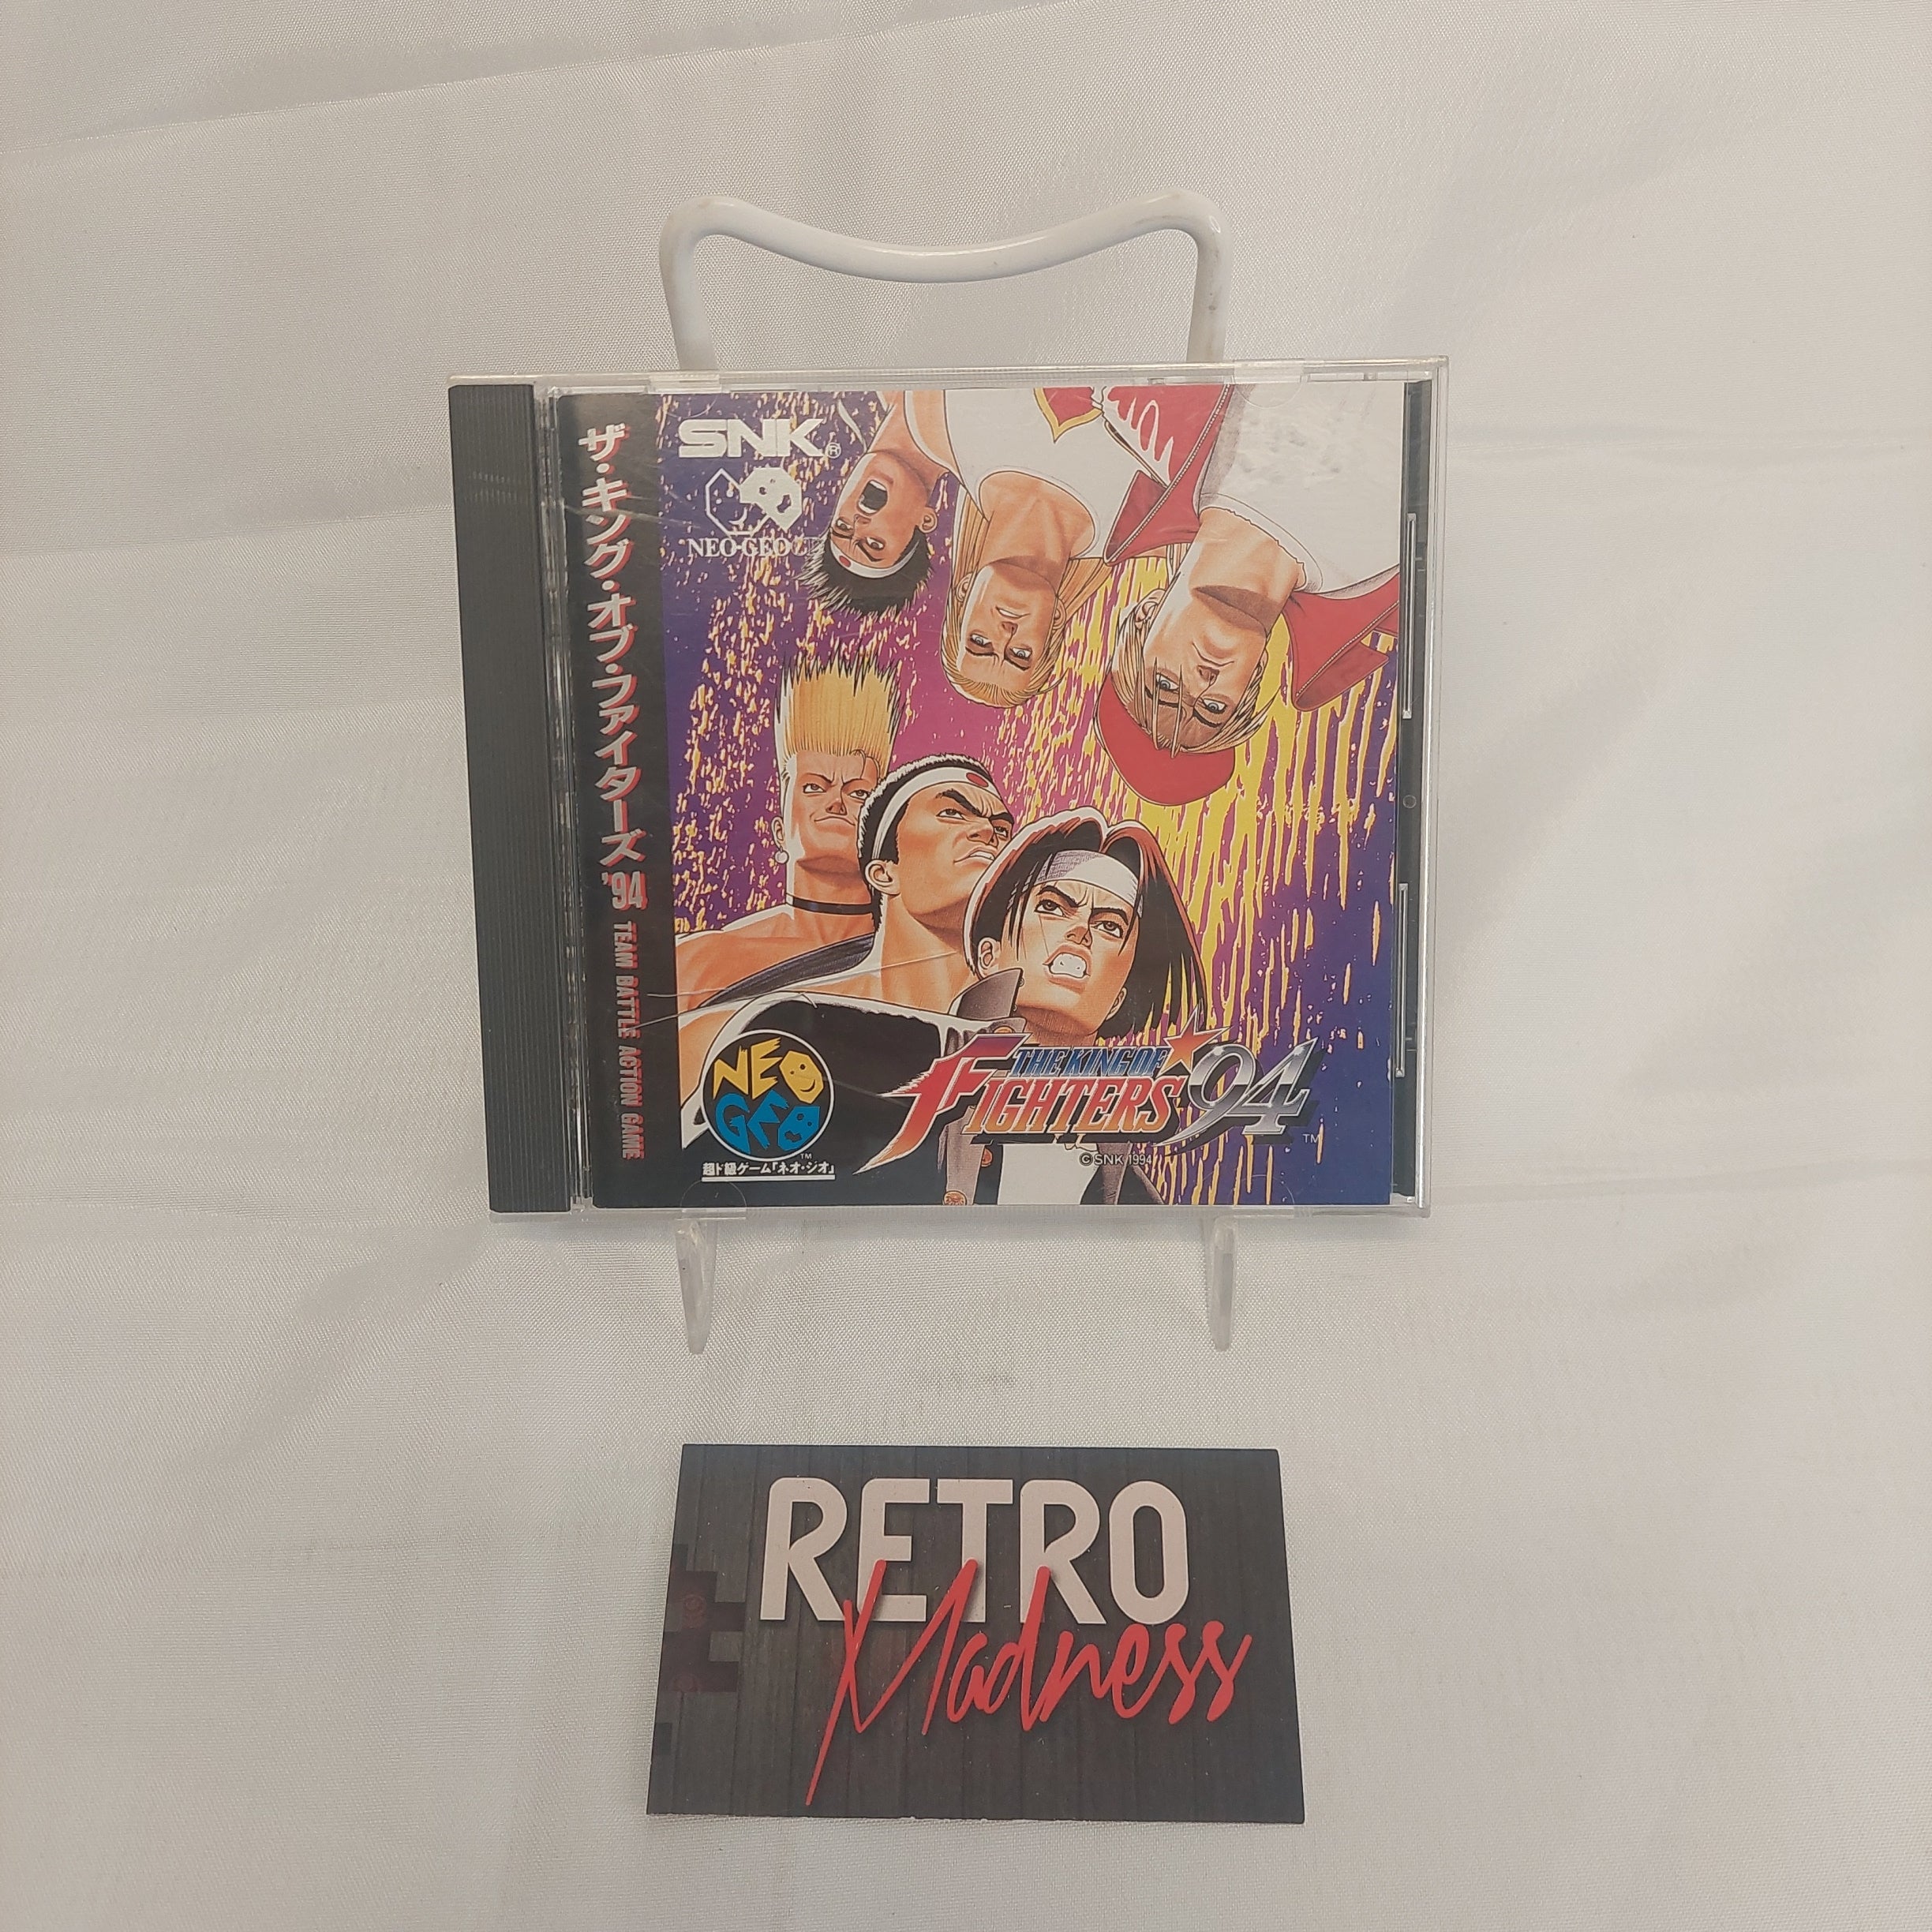 ザ・キング・オブ・ファイターズ'94 TEAM BATTLE ACTION GAME
SNK®
NEO·GEO CD
NEO
GEO
TM
超ド級ゲーム「ネオ・ジオ」
THE KING OF
FIGHTERS '94
TM
© SNK 1994
RETRO
Madness